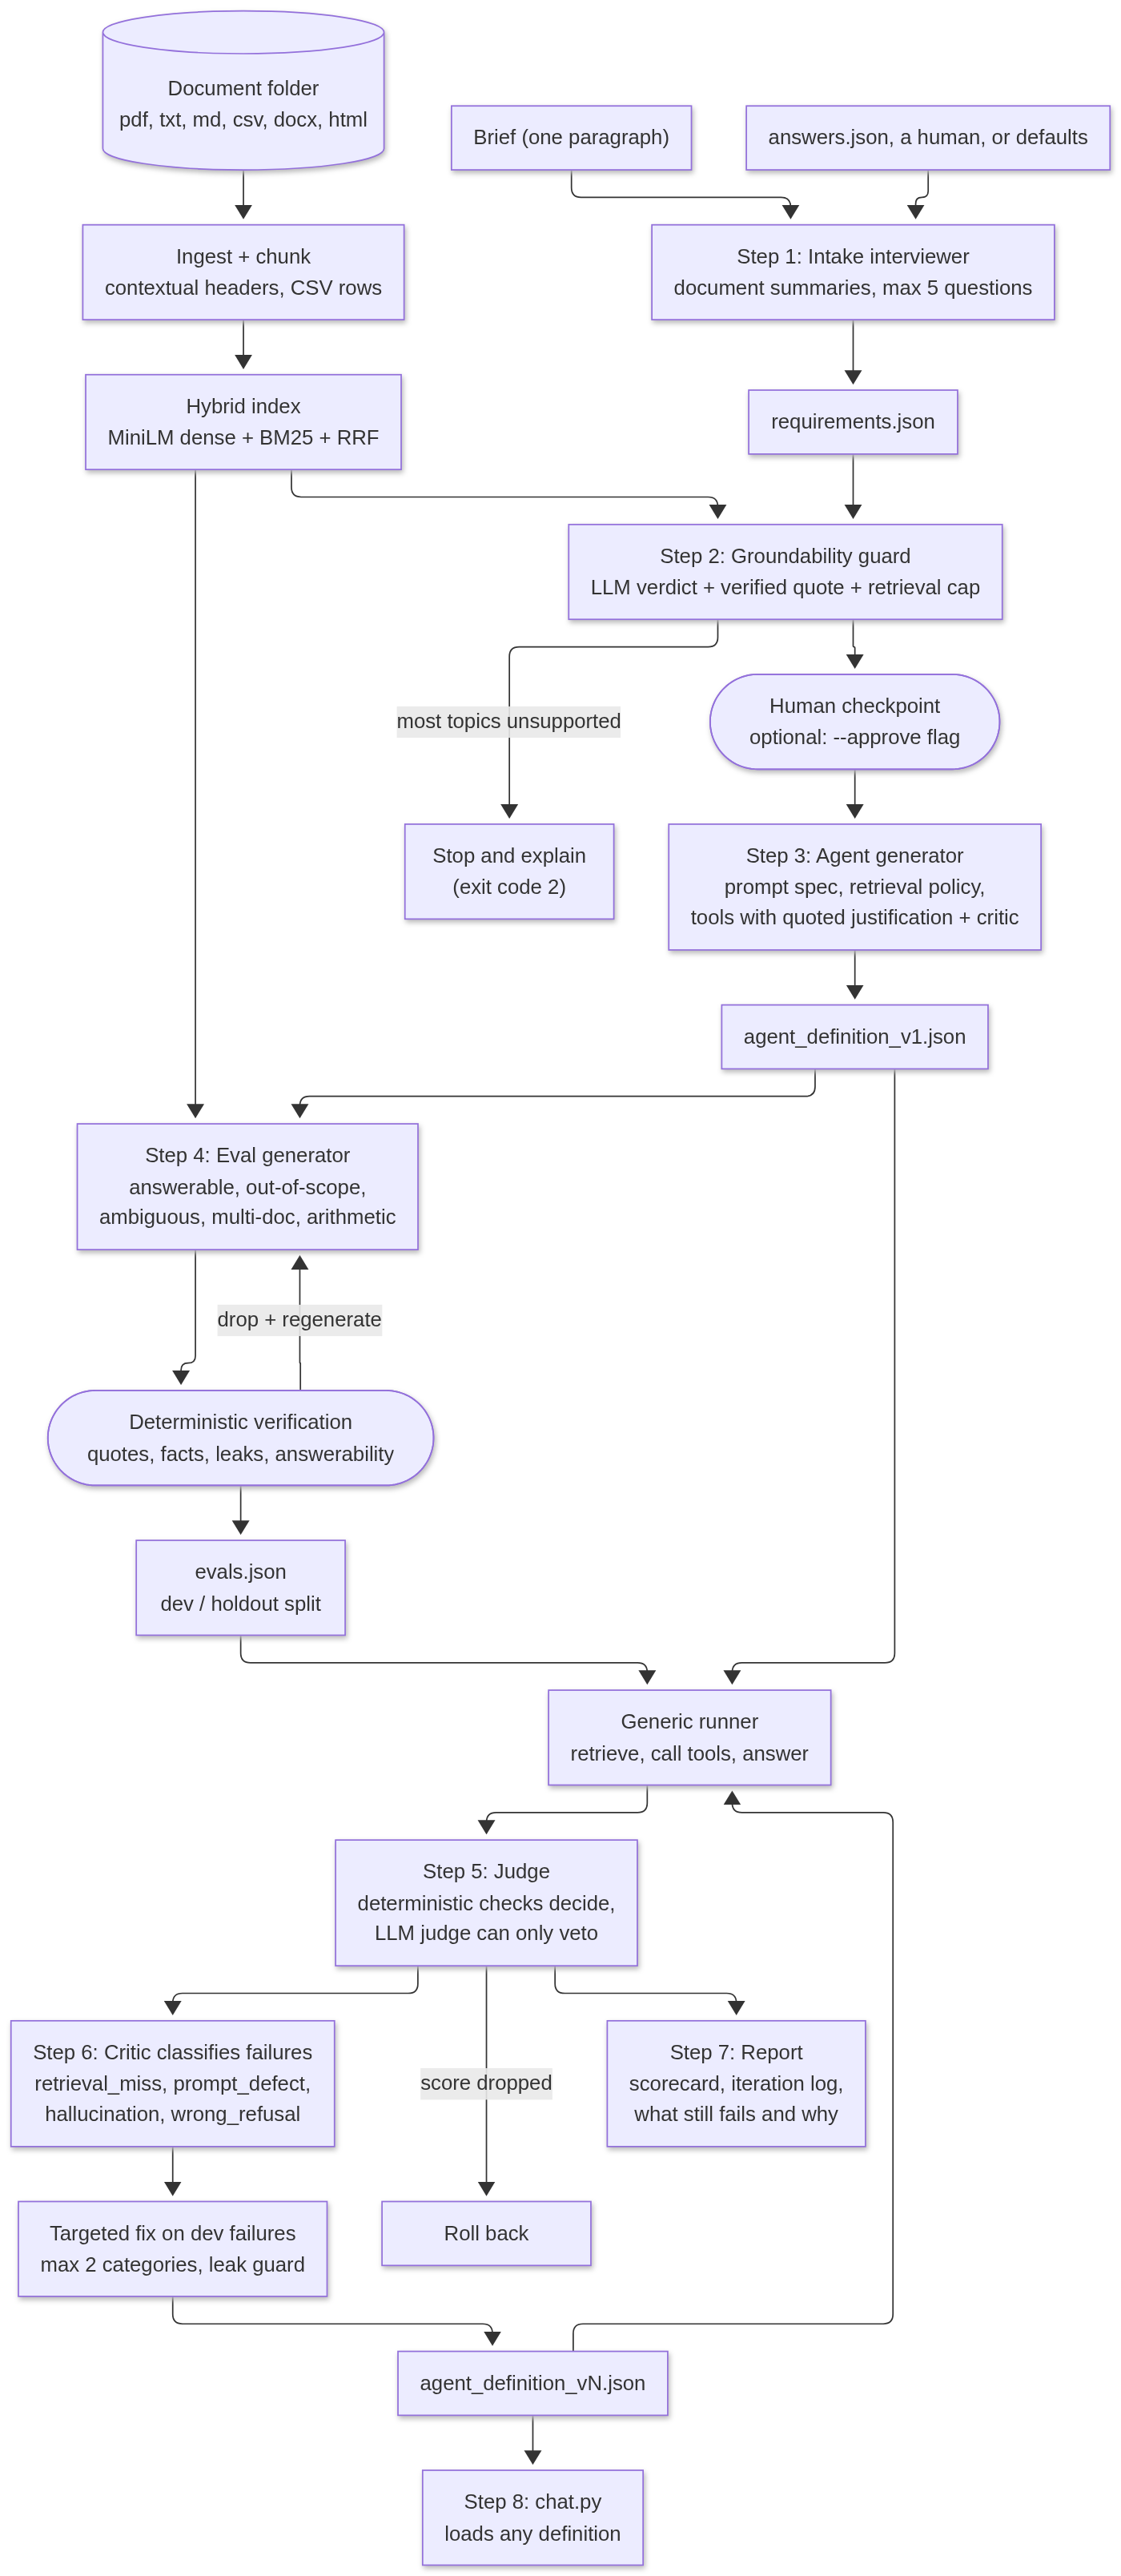 Document folder
pdf, txt, md, csv, docx, html
Brief (one paragraph)
answers.json, a human, or defaults
Ingest + chunk
contextual headers, CSV rows
Step 1: Intake interviewer
document summaries, max 5 questions
Hybrid index
MiniLM dense + BM25 + RRF
requirements.json
Step 2: Groundability guard
LLM verdict + verified quote + retrieval cap
most topics unsupported
Human checkpoint
optional: --approve flag
Stop and explain
(exit code 2)
Step 3: Agent generator
prompt spec, retrieval policy,
tools with quoted justification + critic
agent_definition_v1.json
Step 4: Eval generator
answerable, out-of-scope,
ambiguous, multi-doc, arithmetic
drop + regenerate
Deterministic verification
quotes, facts, leaks, answerability
evals.json
dev / holdout split
Generic runner
retrieve, call tools, answer
Step 5: Judge
deterministic checks decide,
LLM judge can only veto
Step 6: Critic classifies failures
retrieval_miss, prompt_defect,
hallucination, wrong_refusal
score dropped
Step 7: Report
scorecard, iteration log,
what still fails and why
Targeted fix on dev failures
max 2 categories, leak guard
Roll back
agent_definition_vN.json
Step 8: chat.py
loads any definition